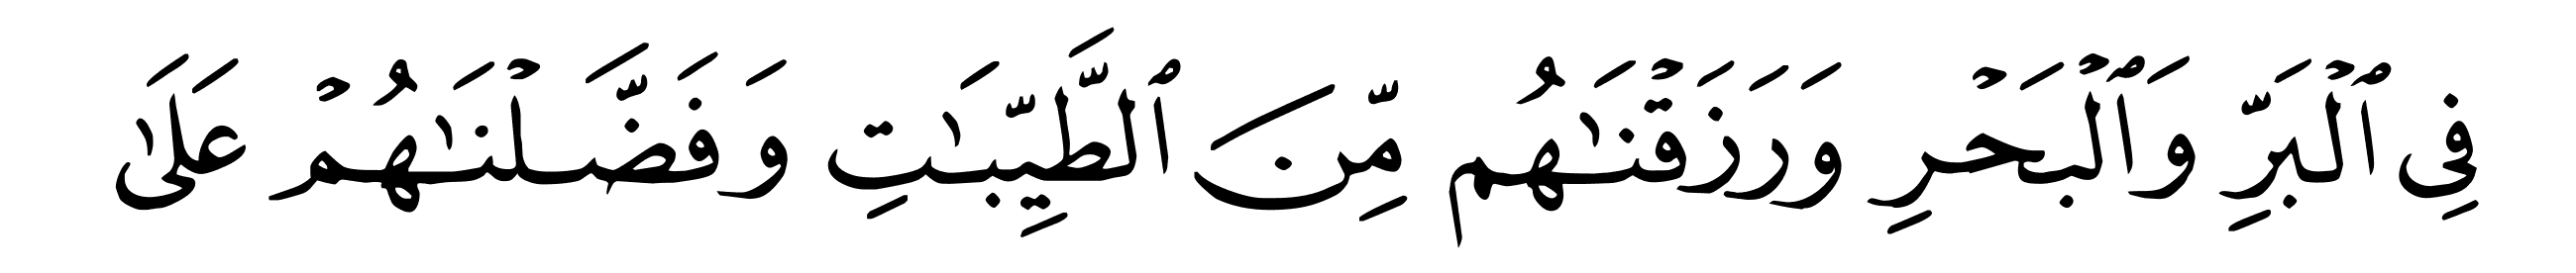 فِى ٱلْبَرِّ وَٱلْبَحْرِ وَرَزَقْنَـٰهُم مِّنَ ٱلطَّيِّبَـٰتِ وَفَضَّلْنَـٰهُمْ عَلَىٰ